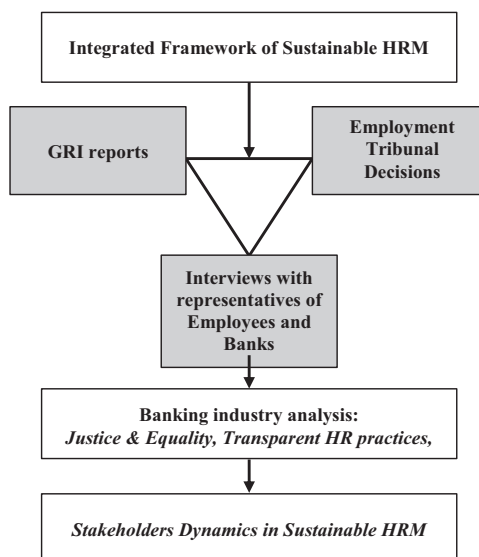 Integrated Framework of Sustainable HRM
GRI reports
Employment
Tribunal
Decisions
Interviews with
representatives of
Employees and
Banks
Banking industry analysis:
Justice & Equality, Transparent HR practices,
Stakeholders Dynamics in Sustainable HRM